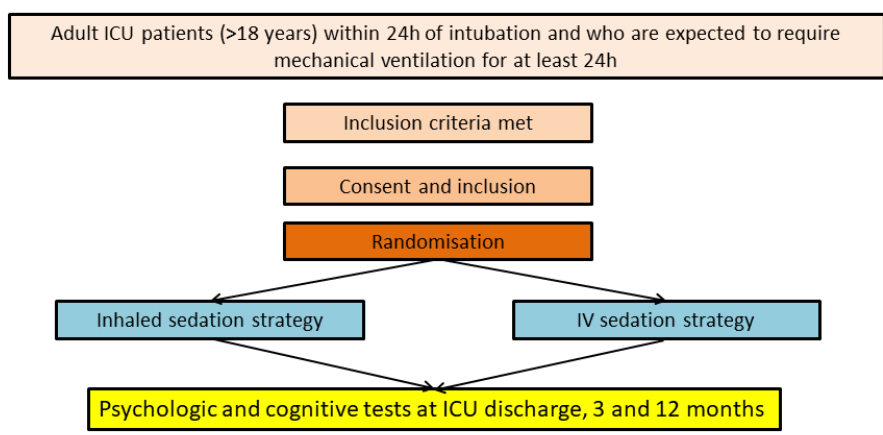 Adult ICU patients (>18 years) within 24h of intubation and who are expected to require
mechanical ventilation for at least 24h
Inclusion criteria met
Consent and inclusion
Randomisation
Inhaled sedation strategy
IV sedation strategy
Psychologic and cognitive tests at ICU discharge, 3 and 12 months